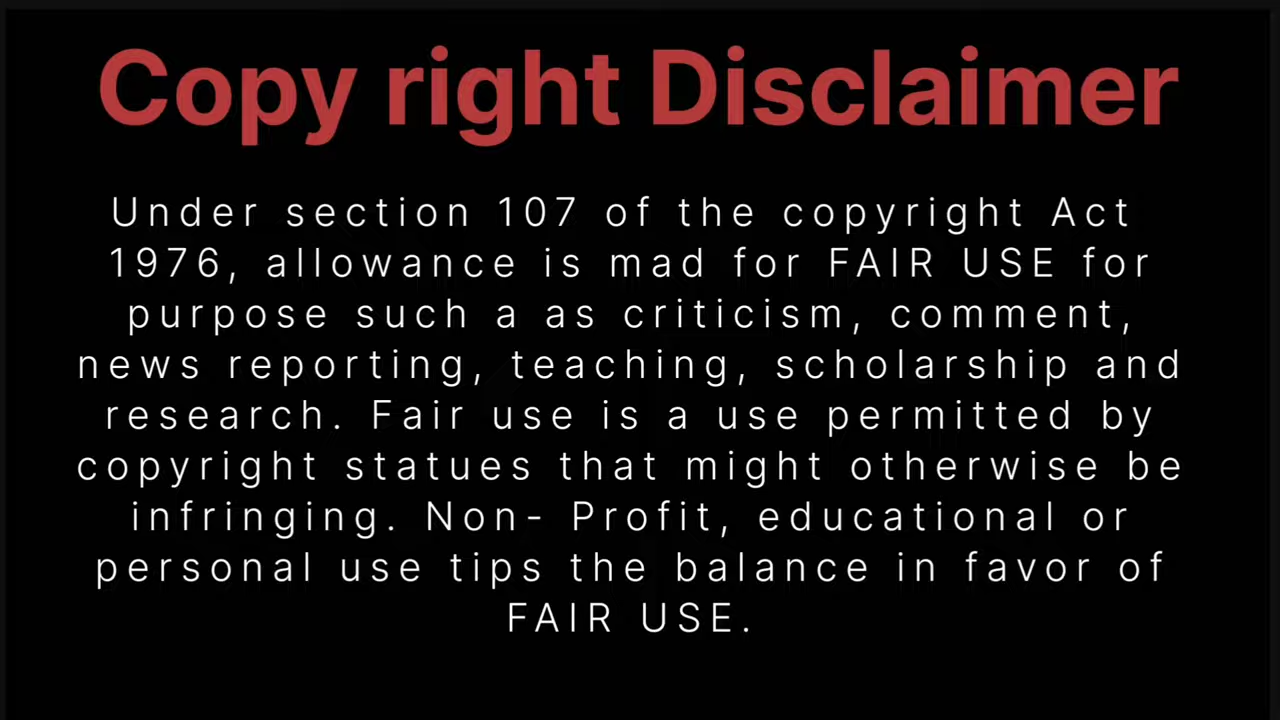 Copy right Disclaimer
Under section 107 of the copyright Act
1976, allowance is mad for FAIR USE for
purpose such a as criticism, comment,
news reporting, teaching, scholarship and
research. Fair use is a use permitted by
copyright statues that might otherwise be
infringing. Non- Profit, educational or
personal use tips the balance in favor of
FAIR USE.